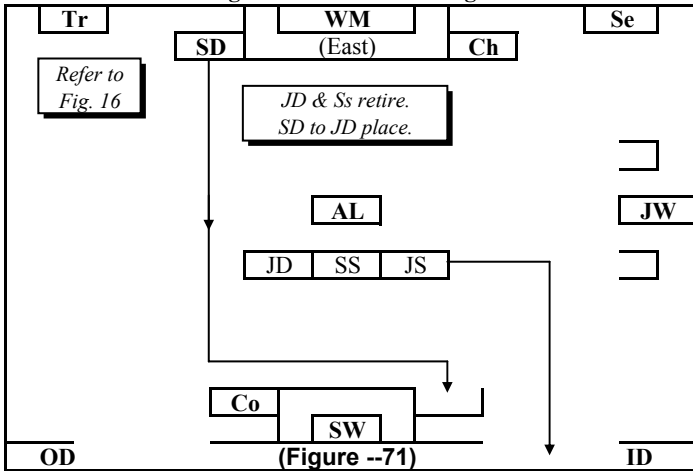 Tr WM Se
SD (East) Ch
Refer to
Fig. 16
JD & Ss retire.
SD to JD place.
AL JW
JD SS JS
Co
SW
OD (Figure --71) ID